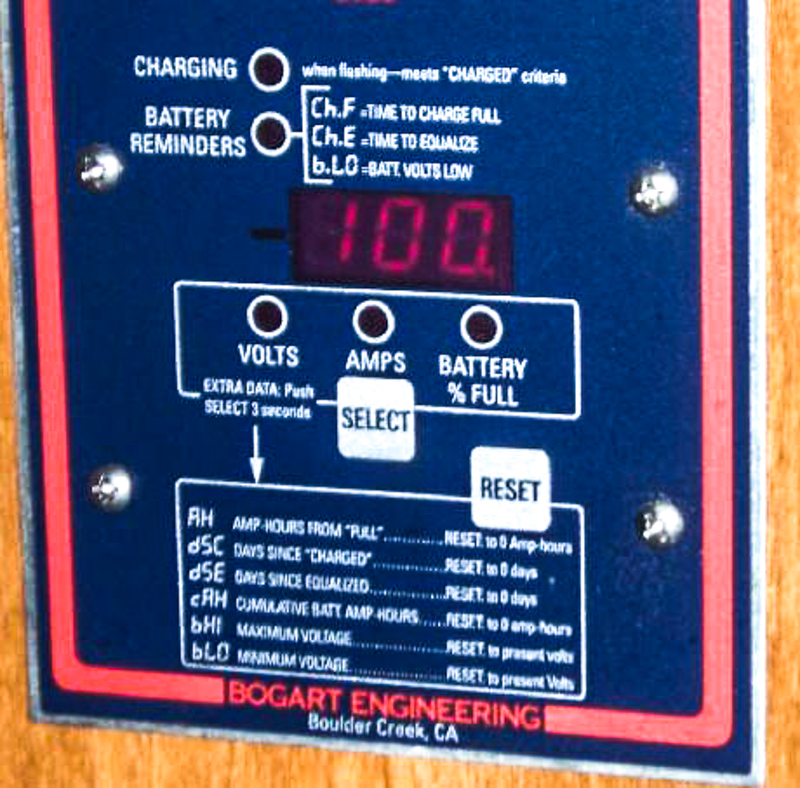 CHARGING when flashing—meets "CHARGED" criteria
BATTERY REMINDERS
Ch.F =TIME TO CHARGE FULL
Ch.E =TIME TO EQUALIZE
b.LO =BATT. VOLTS LOW
100.
VOLTS AMPS BATTERY % FULL
EXTRA DATA: Push
SELECT 3 seconds
SELECT
RESET
AH AMP-HOURS FROM "FULL"..........RESET: to 0 Amp-hours
dSC DAYS SINCE "CHARGED"............RESET: to 0 days
dSE DAYS SINCE EQUALIZED............RESET: to 0 days
cAH CUMULATIVE BATT AMP-HOURS.....RESET: to 0 amp-hours
bHI MAXIMUM VOLTAGE..............RESET: to present volts
bLO MINIMUM VOLTAGE..............RESET: to present Volts
BOGART ENGINEERING
Boulder Creek, CA